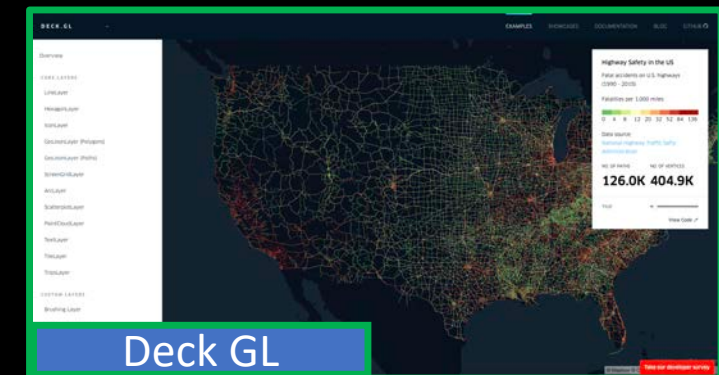 DECK.GL
EXAMPLES
SHOWCASES
DOCUMENTATION
BLOG
GITHUB
Overview
CORE LAYERS
LineLayer
HexagonLayer
IconLayer
GeoJsonLayer (Polygons)
GeoJsonLayer (Paths)
ScreenGridLayer
ArcLayer
ScatterplotLayer
PointCloudLayer
TextLayer
TileLayer
TripsLayer
CUSTOM LAYERS
Brushing Layer
Highway Safety in the US
Fatal accidents on U.S. highways
(1990 - 2015)
Fatalities per 1,000 miles
0 4 8 12 20 32 52 84 136
Data source:
National Highway Traffic Safty
Administration
NO. OF PATHS NO OF VERTICES
126.0K 404.9K
Year
View Code ↗
Take our developer survey
Deck GL